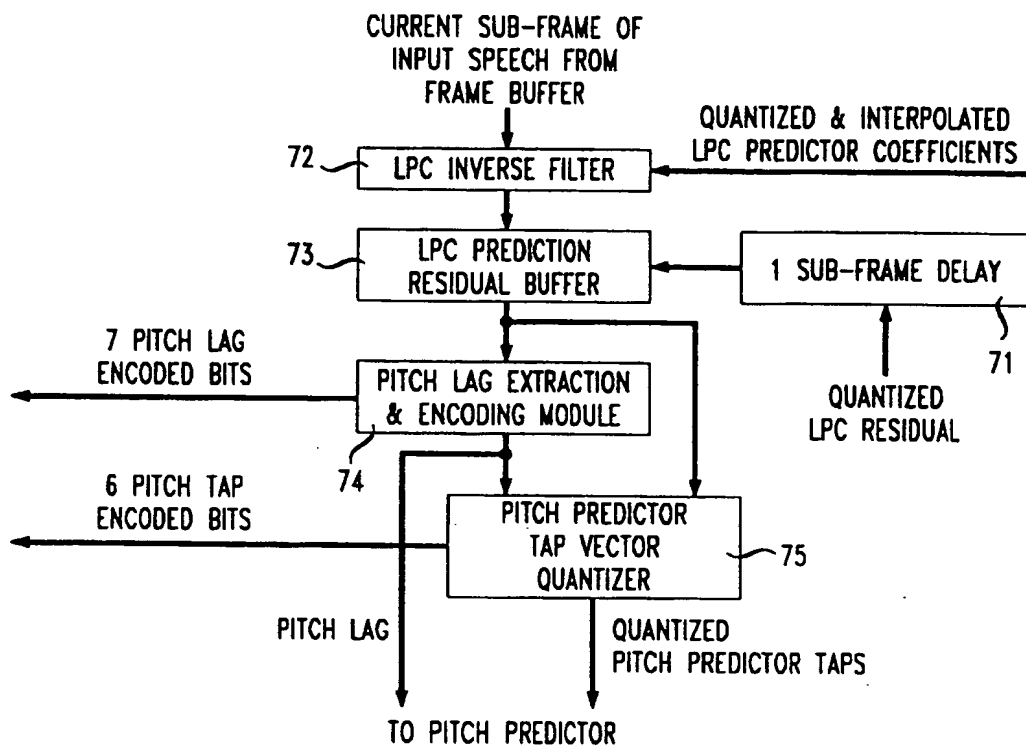 CURRENT SUB-FRAME OF
INPUT SPEECH FROM
FRAME BUFFER
QUANTIZED & INTERPOLATED
LPC PREDICTOR COEFFICIENTS
72
LPC INVERSE FILTER
73
LPC PREDICTION
RESIDUAL BUFFER
1 SUB-FRAME DELAY
71
7 PITCH LAG
ENCODED BITS
PITCH LAG EXTRACTION
& ENCODING MODULE
QUANTIZED
LPC RESIDUAL
74
6 PITCH TAP
ENCODED BITS
PITCH PREDICTOR
TAP VECTOR
QUANTIZER
75
PITCH LAG
QUANTIZED
PITCH PREDICTOR TAPS
TO PITCH PREDICTOR